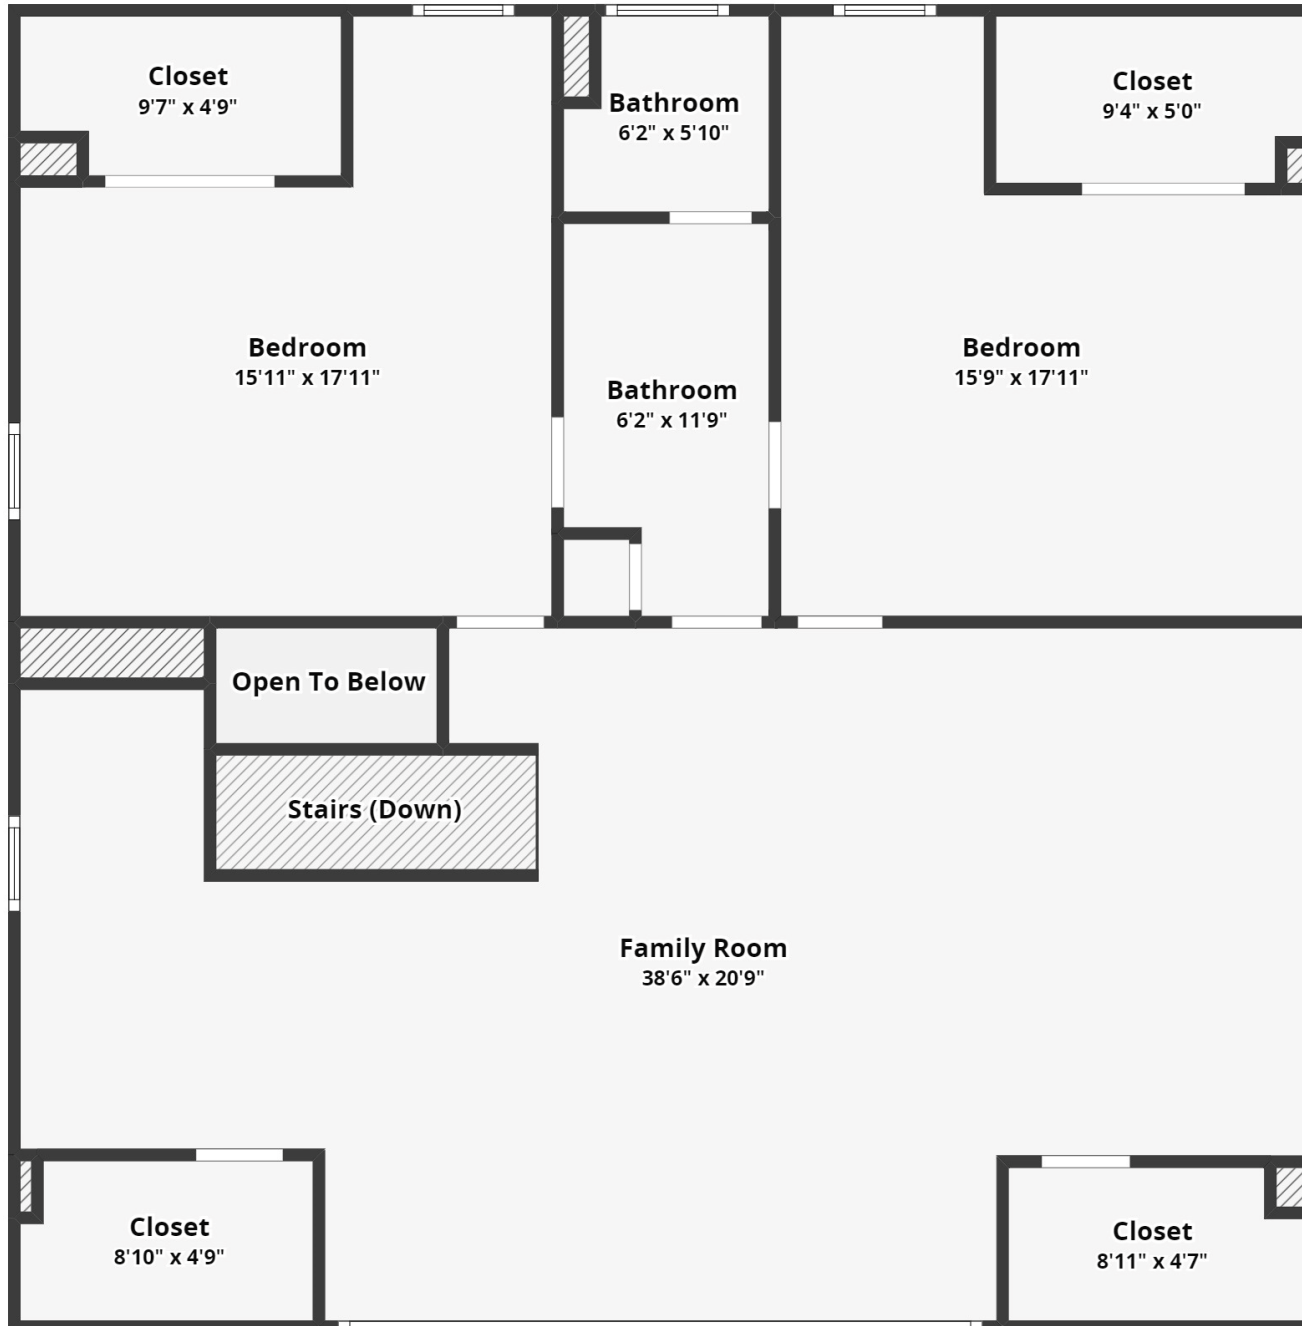 Closet
9'7" x 4'9"
Bathroom
6'2" x 5'10"
Closet
9'4" x 5'0"
Bedroom
15'11" x 17'11"
Bathroom
6'2" x 11'9"
Bedroom
15'9" x 17'11"
Open To Below
Stairs (Down)
Family Room
38'6" x 20'9"
Closet
8'10" x 4'9"
Closet
8'11" x 4'7"